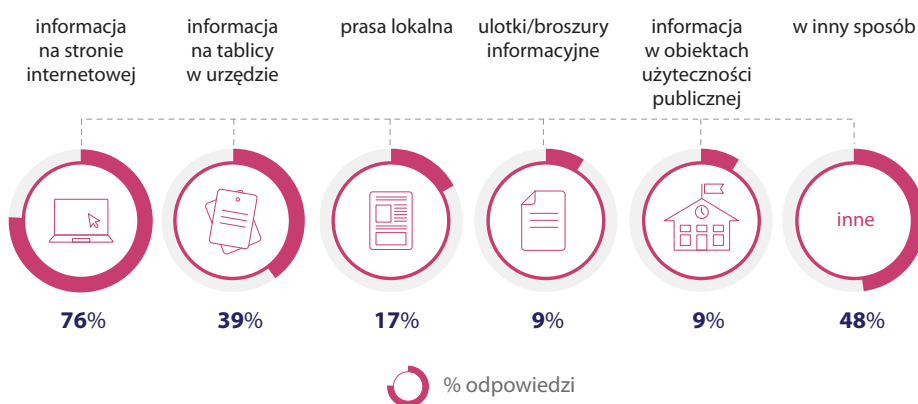 informacja
na stronie
internetowej
informacja
na tablicy
w urzędzie
prasa lokalna
ulotki/broszury
informacyjne
informacja
w obiektach
użyteczności
publicznej
w inny sposób
inne
76%
39%
17%
9%
9%
48%
% odpowiedzi